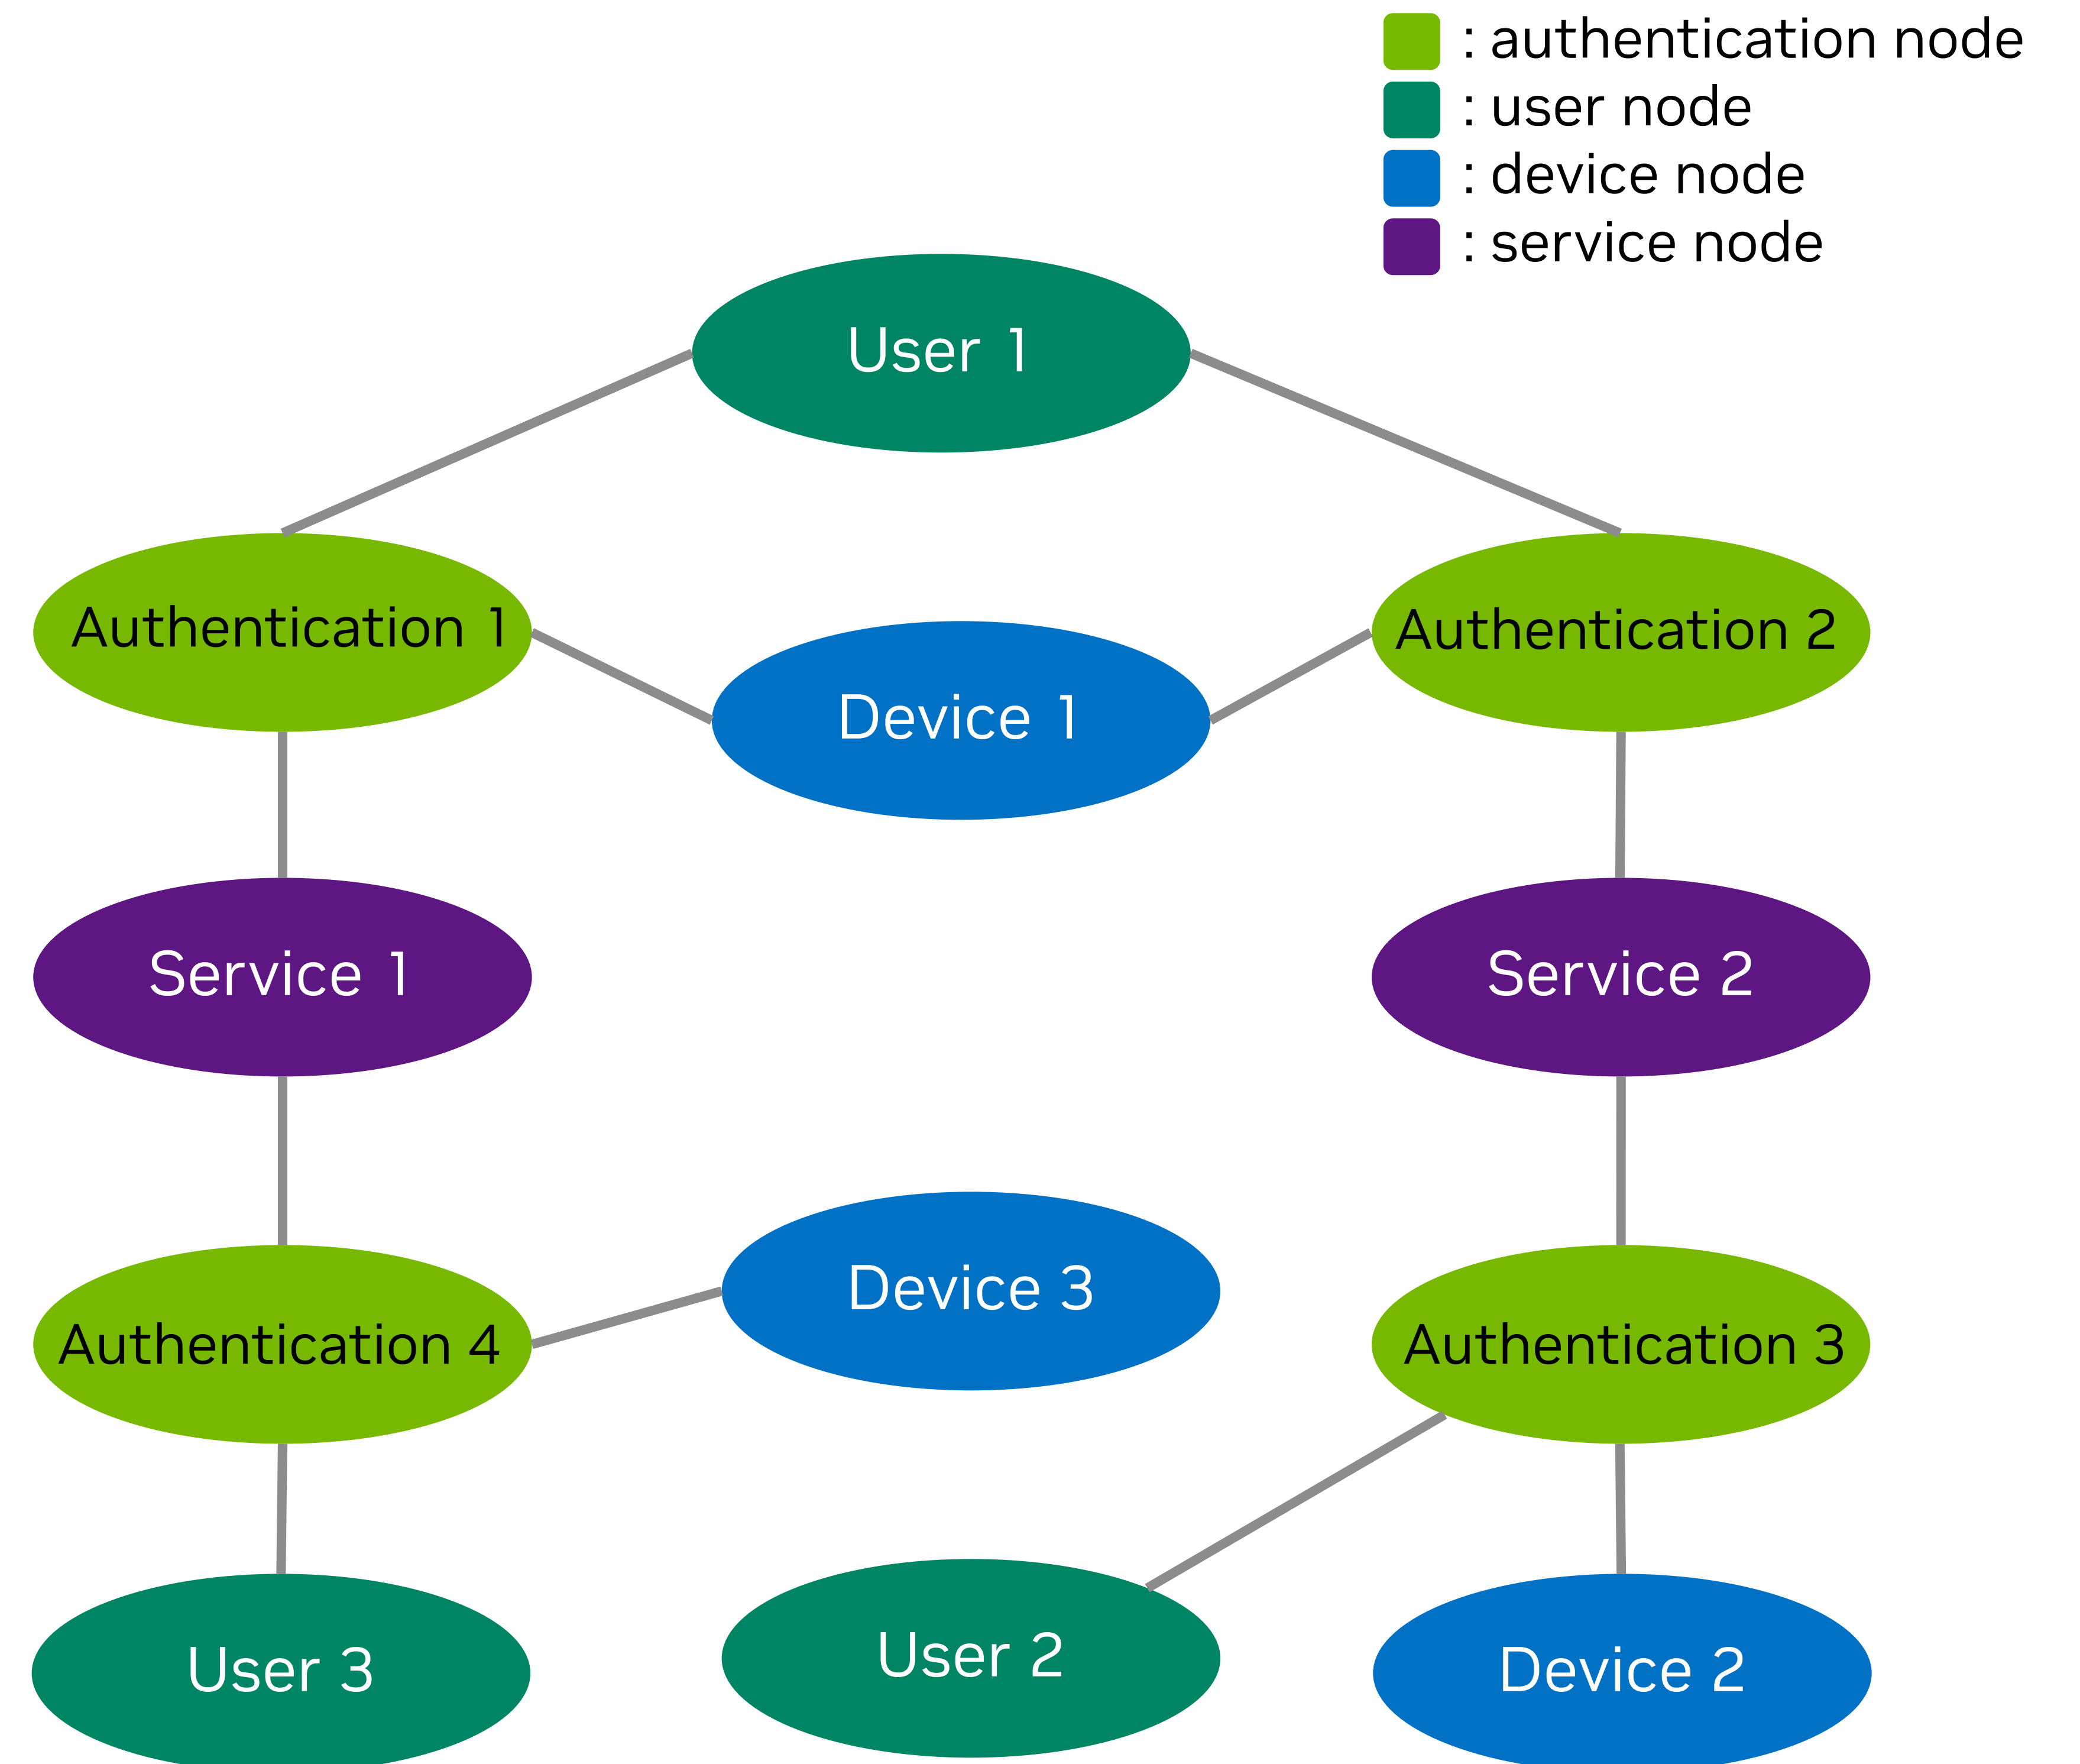 : authentication node
: user node
: device node
: service node
User 1
Authentication 1
Authentication 2
Device 1
Service 1
Service 2
Device 3
Authentication 4
Authentication 3
User 3
User 2
Device 2